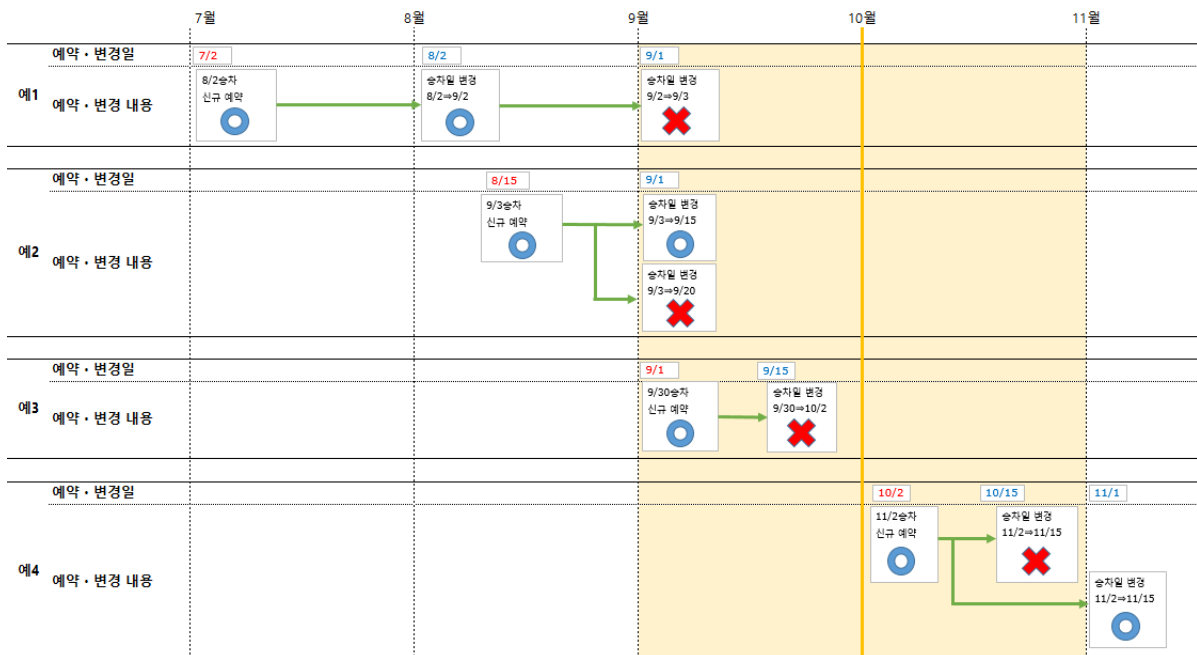 7월 8월 9월 10월 11월
예약・변경일 7/2 8/2 9/1
예1
예약・변경 내용
8/2승차
신규 예약
승차일 변경
8/2⇒9/2
승차일 변경
9/2⇒9/3
예약・변경일 8/15 9/1
예2
예약・변경 내용
9/3승차
신규 예약
승차일 변경
9/3⇒9/15
승차일 변경
9/3⇒9/20
예약・변경일 9/1 9/15
예3
예약・변경 내용
9/30승차
신규 예약
승차일 변경
9/30⇒10/2
예약・변경일 10/2 10/15 11/1
예4
예약・변경 내용
11/2승차
신규 예약
승차일 변경
11/2⇒11/15
승차일 변경
11/2⇒11/15